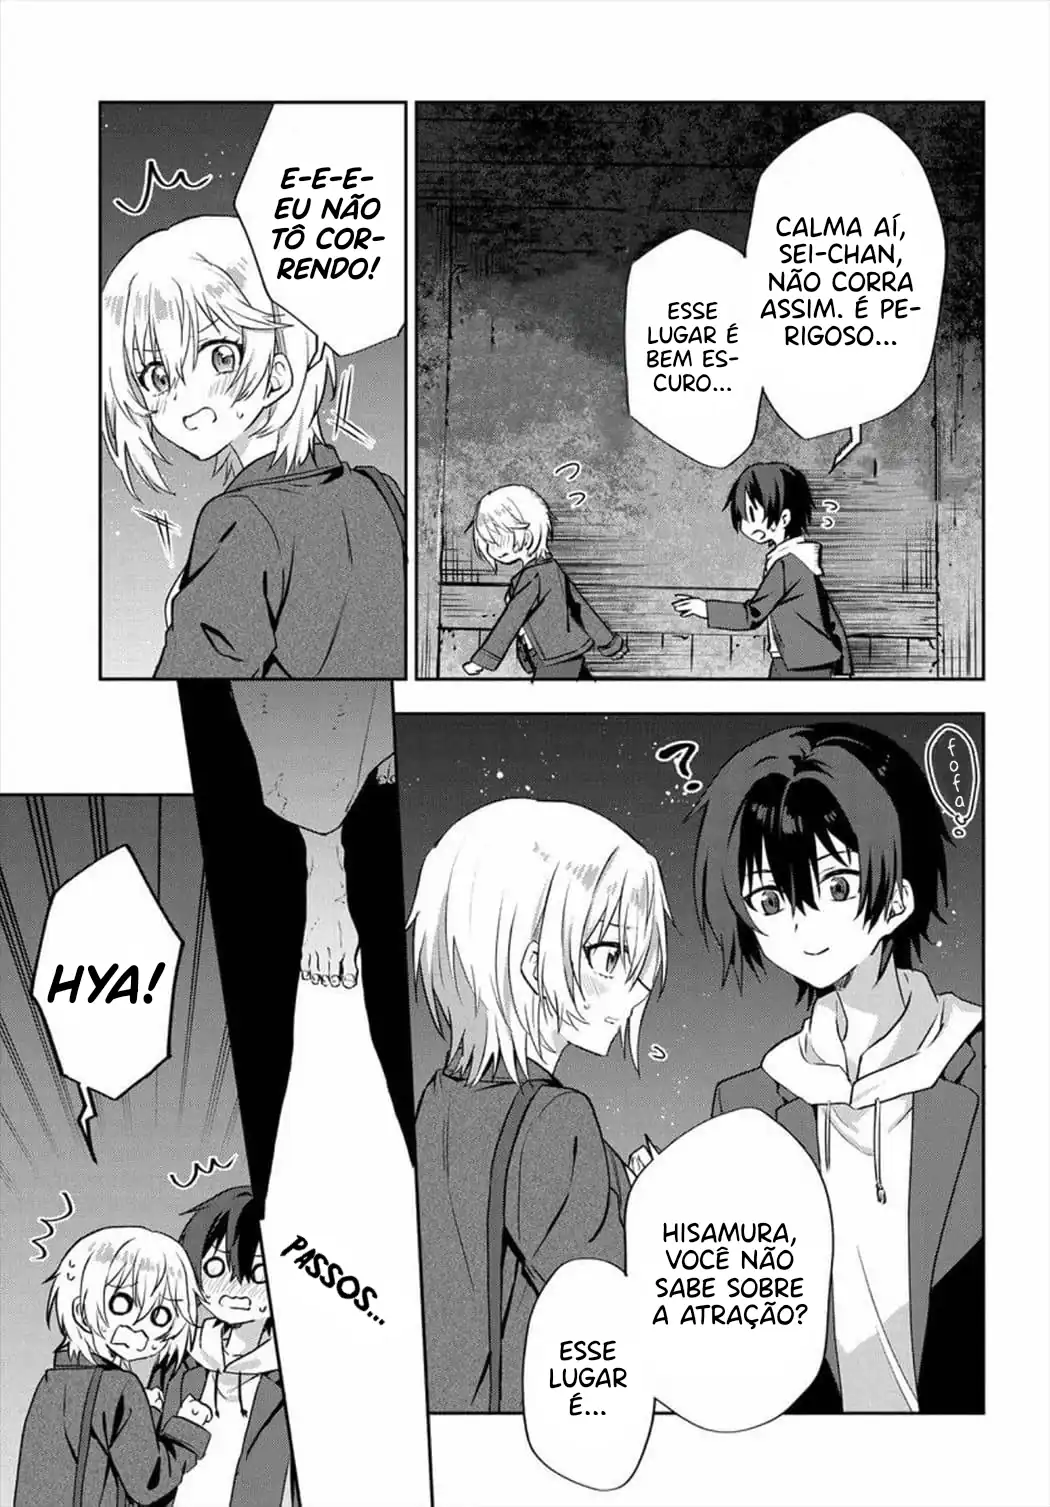 CALMA AÍ,
SEI-CHAN,
NÃO CORRA
ASSIM. É PE-
RIGOSO...
ESSE
LUGAR É
BEM ES-
CURO...
E-E-E-
EU NÃO
TÔ COR-
RENDO!
fofa
HISAMURA,
VOCÊ NÃO
SABE SOBRE
A ATRAÇÃO?
ESSE
LUGAR
É...
PASSOS...
HYA!